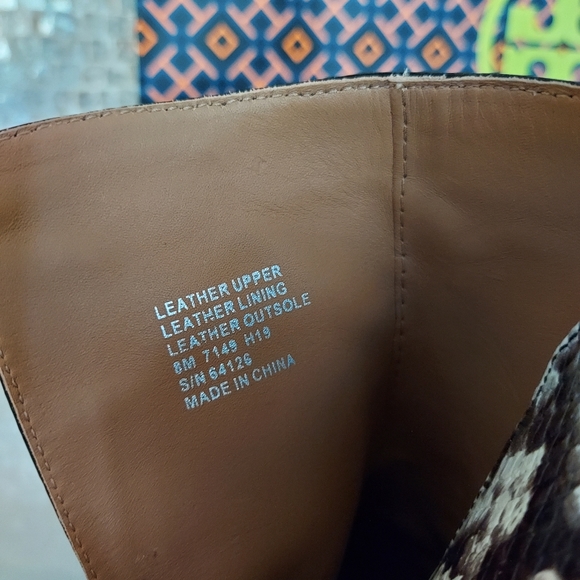 LEATHER UPPER
LEATHER LINING
LEATHER OUTSOLE
8M 7149 H19
S/N 64126
MADE IN CHINA